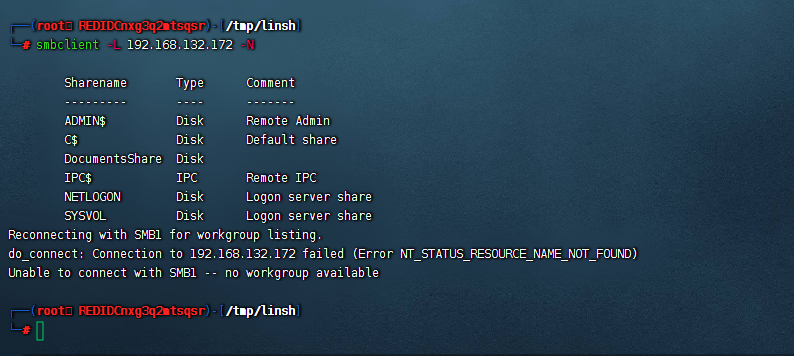 ┌──(root㉿ REDIDCnxg3q2mtsqsr)-[/tmp/linsh]
└─# smbclient -L 192.168.132.172 -N

        Sharename       Type      Comment
        ---------       ----      -------
        ADMIN$          Disk      Remote Admin
        C$              Disk      Default share
        DocumentsShare  Disk
        IPC$            IPC       Remote IPC
        NETLOGON        Disk      Logon server share
        SYSVOL          Disk      Logon server share
Reconnecting with SMB1 for workgroup listing.
do_connect: Connection to 192.168.132.172 failed (Error NT_STATUS_RESOURCE_NAME_NOT_FOUND)
Unable to connect with SMB1 -- no workgroup available

┌──(root㉿ REDIDCnxg3q2mtsqsr)-[/tmp/linsh]
└─#